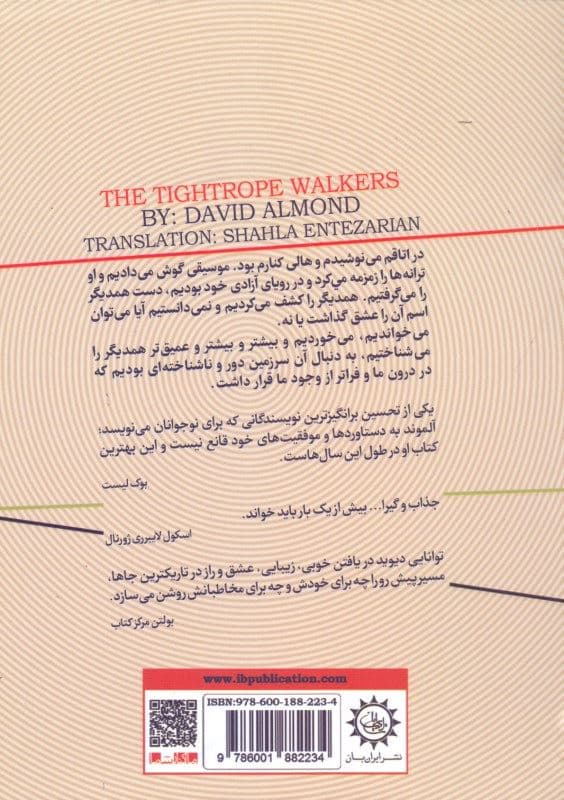 THE TIGHTROPE WALKERS
BY: DAVID ALMOND
TRANSLATION: SHAHLA ENTEZARIAN
در اتاقم می‌نوشیدم و هالی کنارم بود. موسیقی گوش می‌دادیم و او
ترانه‌ها را زمزمه می‌کرد و در رویای آزادی خود بودیم، دست همدیگر
را می‌گرفتیم. همدیگر را کشف می‌کردیم و نمی‌دانستیم آیا می‌توان
اسم آن را عشق گذاشت یا نه.
می‌خواندیم، می‌خوردیم و بیشتر و بیشتر و عمیق‌تر همدیگر را
می‌شناختیم، به دنبال آن سرزمین دور و ناشناخته‌ای بودیم که
در درون ما و فراتر از وجود ما قرار داشت.
یکی از تحسین برانگیزترین نویسندگانی که برای نوجوانان می‌نویسد؛
آلموند به دستاوردها و موفقیت‌های خود قانع نیست و این بهترین
کتاب او در طول این سال‌هاست.
بوک لیست
جذاب و گیرا... بیش از یک بار باید خواند.
اسکول لایبرری ژورنال
توانایی دیوید در یافتن خوبی، زیبایی، عشق و راز در تاریکترین جاها،
مسیر پیش رو را چه برای خودش و چه برای مخاطبانش روشن می‌سازد.
بولتن مرکز کتاب
www.ibpublication.com
ISBN:978-600-188-223-4
9 786001 882234
نشر ایران بان